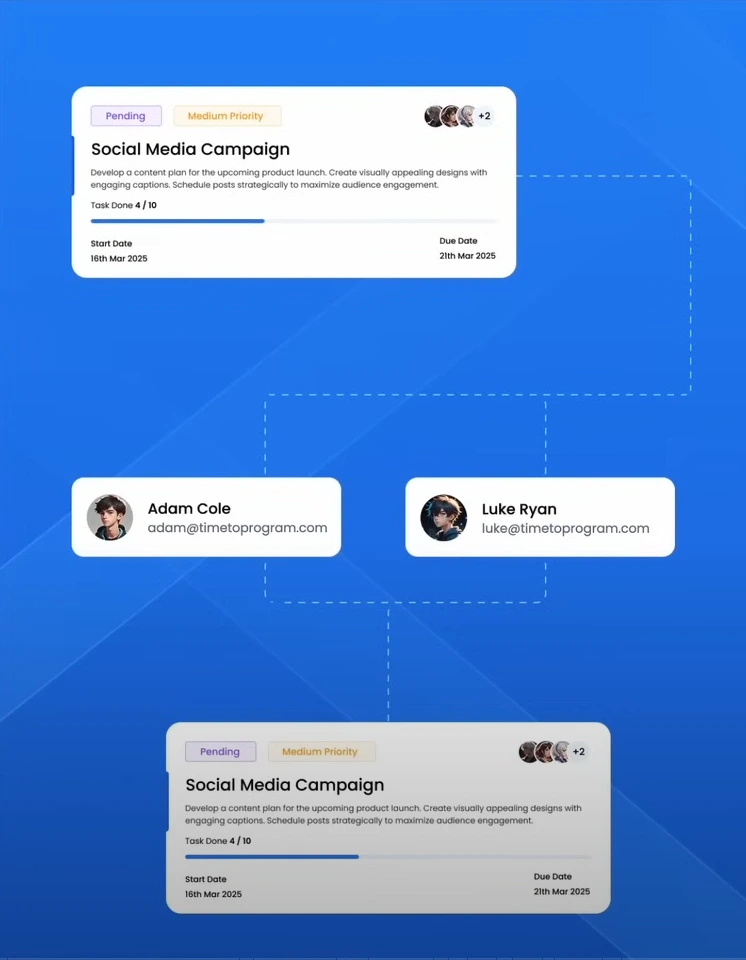 Pending Medium Priority +2
Social Media Campaign
Develop a content plan for the upcoming product launch. Create visually appealing designs with
engaging captions. Schedule posts strategically to maximize audience engagement.
Task Done 4 / 10
Start Date Due Date
16th Mar 2025 21th Mar 2025
Adam Cole
adam@timetoprogram.com
Luke Ryan
luke@timetoprogram.com
Pending Medium Priority +2
Social Media Campaign
Develop a content plan for the upcoming product launch. Create visually appealing designs with
engaging captions. Schedule posts strategically to maximize audience engagement.
Task Done 4 / 10
Start Date Due Date
16th Mar 2025 21th Mar 2025